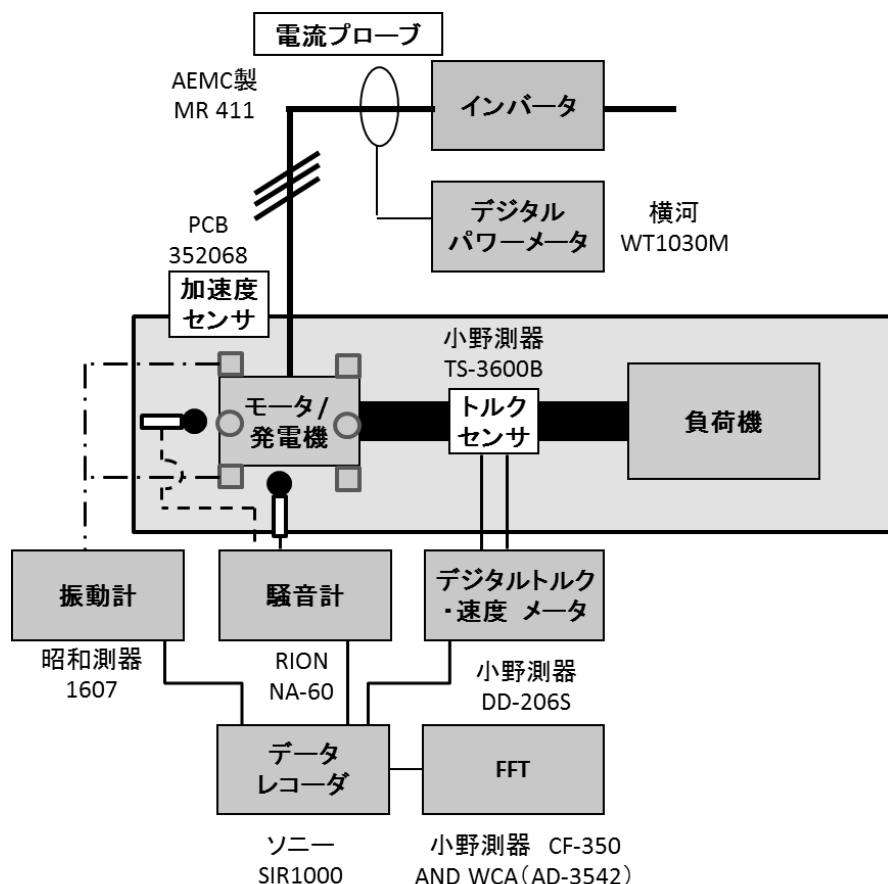 電流プローブ
AEMC製
MR 411
インバータ
デジタル
パワーメータ
横河
WT1030M
PCB
352068
加速度
センサ
小野測器
TS-3600B
モータ/
発電機
トルク
センサ
負荷機
振動計
騒音計
デジタルトルク
・速度 メータ
昭和測器
1607
RION
NA-60
小野測器
DD-206S
データ
レコーダ
FFT
ソニー
SIR1000
小野測器 CF-350
AND WCA(AD-3542)